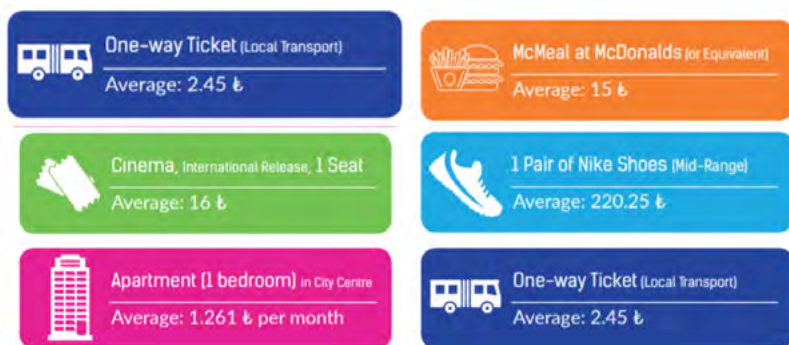 One-way Ticket (Local Transport)
Average: 2.45 ₺
McMeal at McDonalds (or Equivalent)
Average: 15 ₺
Cinema, International Release, 1 Seat
Average: 16 ₺
1 Pair of Nike Shoes (Mid-Range)
Average: 220.25 ₺
Apartment (1 bedroom) in City Centre
Average: 1.261 ₺ per month
One-way Ticket (Local Transport)
Average: 2.45 ₺